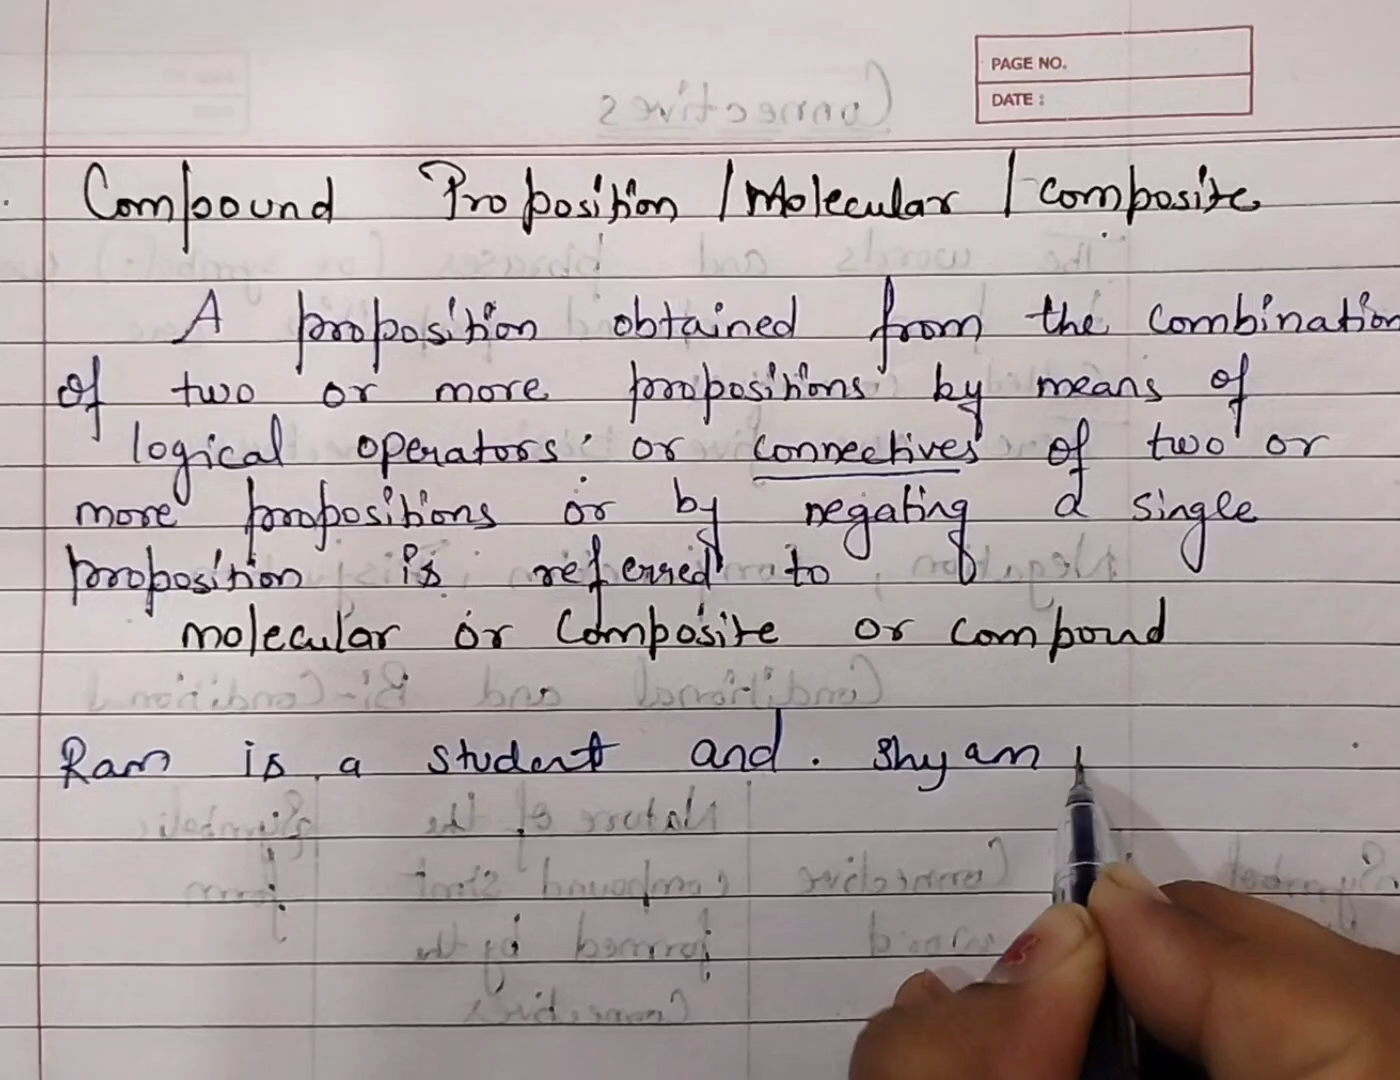 PAGE NO.
DATE :
Connectives
Compound Proposition / Molecular / composite
A proposition obtained from the combination
of two or more propositions by means of
logical operators or connectives of two or
more propositions or by negating a single
proposition is referred to
molecular or composite or compound
Ram is a student and . Shyam